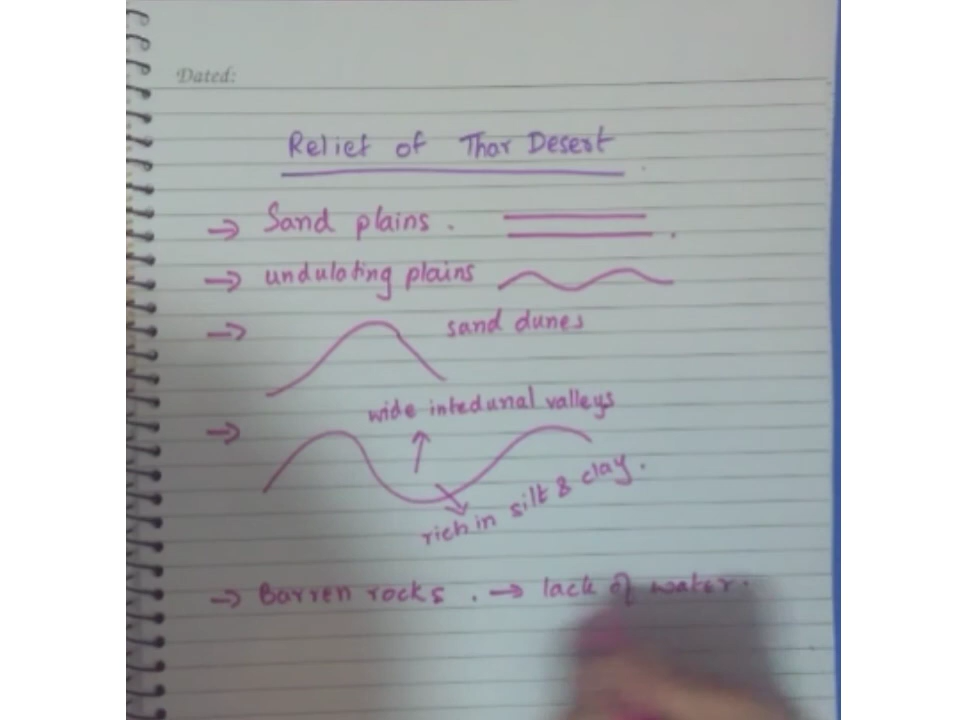 Dated:
Relief of Thar Desert
→ Sand plains.
→ undulating plains
→ sand dunes
→ wide intedunal valleys
rich in silt & clay.
→ Barren rocks. → lack of water.